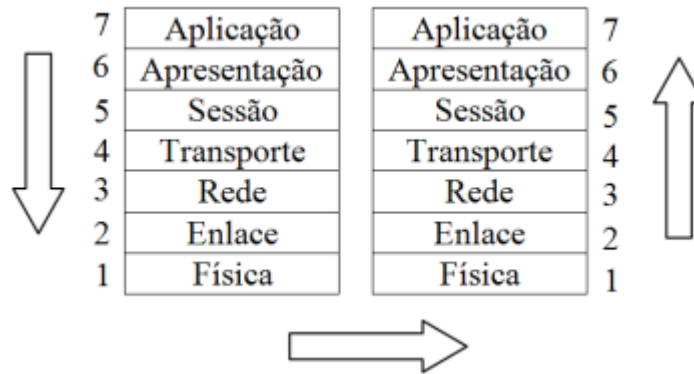 7 Aplicação Aplicação 7
6 Apresentação Apresentação 6
5 Sessão Sessão 5
4 Transporte Transporte 4
3 Rede Rede 3
2 Enlace Enlace 2
1 Física Física 1